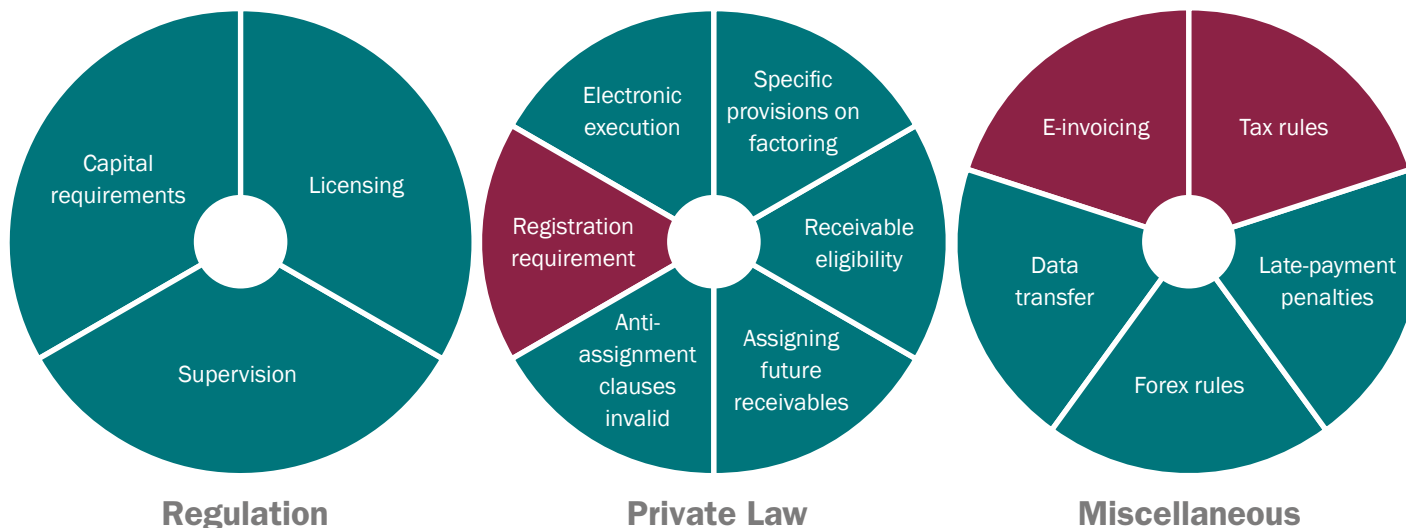 Capital
requirements
Licensing
Supervision
Regulation
Electronic
execution
Specific
provisions on
factoring
Registration
requirement
Receivable
eligibility
Anti-
assignment
clauses
invalid
Assigning
future
receivables
Private Law
E-invoicing
Tax rules
Data
transfer
Late-payment
penalties
Forex rules
Miscellaneous